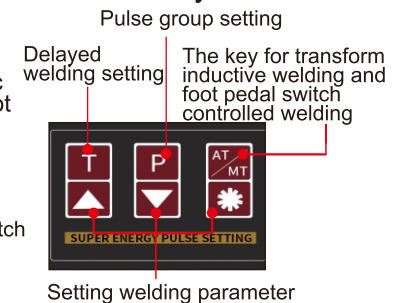 Pulse group setting
Delayed
welding setting
The key for transform
inductive welding and
foot pedal switch
controlled welding
T
P
AT/MT
SUPER ENERGY PULSE SETTING
Setting welding parameter